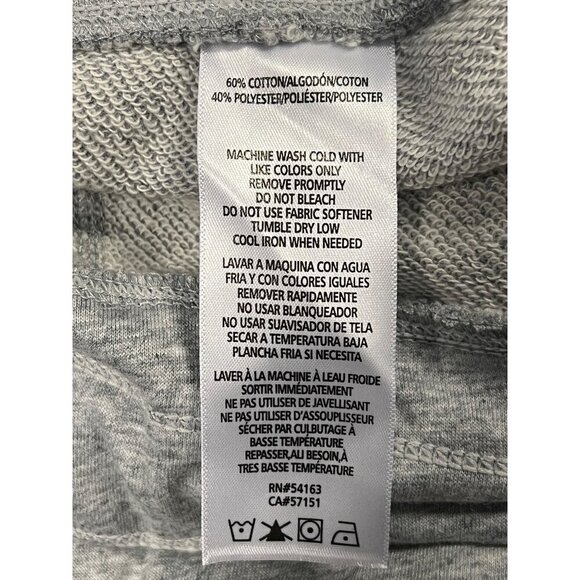 60% COTTON/ALGODÓN/COTON
40% POLYESTER/POLIÉSTER/POLYESTER
MACHINE WASH COLD WITH
LIKE COLORS ONLY
REMOVE PROMPTLY
DO NOT BLEACH
DO NOT USE FABRIC SOFTENER
TUMBLE DRY LOW
COOL IRON WHEN NEEDED
LAVAR A MAQUINA CON AGUA
FRIA Y CON COLORES IGUALES
REMOVER RAPIDAMENTE
NO USAR BLANQUEADOR
NO USAR SUAVISADOR DE TELA
SECAR A TEMPERATURA BAJA
PLANCHA FRIA SI NECESITA
LAVER À LA MACHINE À LEAU FROIDE
SORTIR IMMÉDIATEMENT
NE PAS UTILISER DE JAVELLISANT
NE PAS UTILISER D'ASSOUPLISSEUR
SÉCHER PAR CULBUTAGE À
BASSE TEMPÉRATURE
REPASSER,ALI BESOIN,À
TRES BASSE TEMPÉRATURE
RN#54163
CA#57151